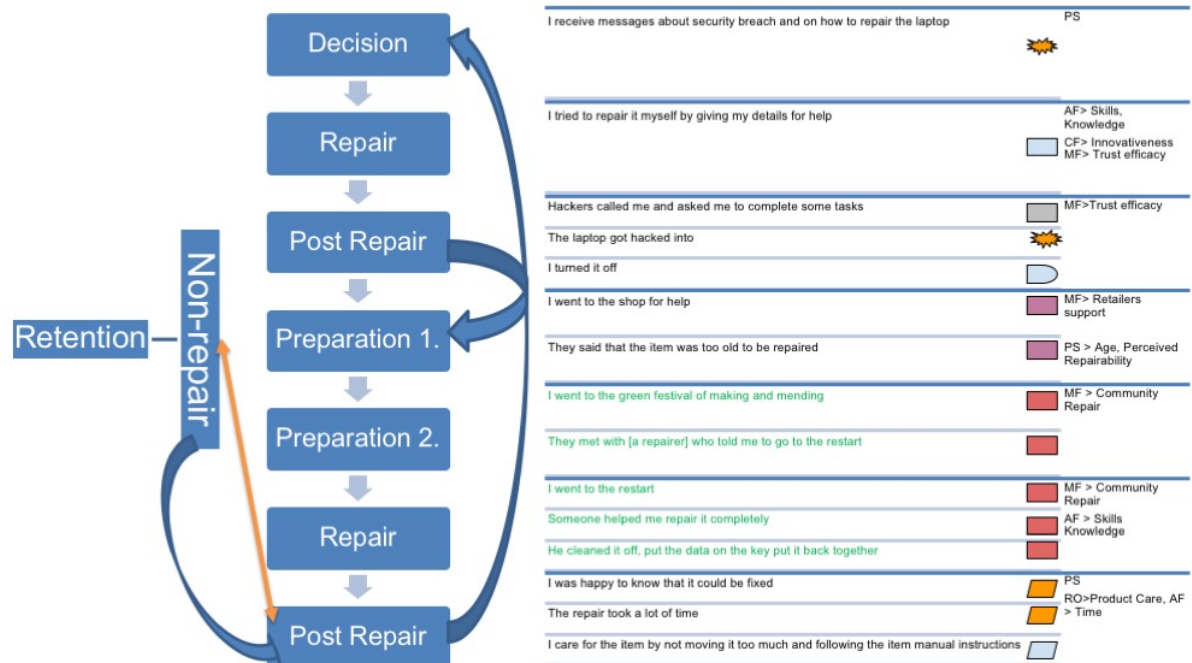 Decision
Repair
Post Repair
Non-repair
Retention
Preparation 1.
Preparation 2.
Repair
Post Repair
I receive messages about security breach and on how to repair the laptop
PS
I tried to repair it myself by giving my details for help
AF> Skills,
Knowledge
CF> Innovativeness
MF> Trust efficacy
Hackers called me and asked me to complete some tasks
MF>Trust efficacy
The laptop got hacked into
I turned it off
I went to the shop for help
MF> Retailers
support
They said that the item was too old to be repaired
PS > Age, Perceived
Repairability
I went to the green festival of making and mending
MF > Community
Repair
They met with [a repairer] who told me to go to the restart
I went to the restart
MF > Community
Repair
Someone helped me repair it completely
AF > Skills
Knowledge
He cleaned it off, put the data on the key put it back together
I was happy to know that it could be fixed
PS
RO>Product Care, AF
> Time
The repair took a lot of time
I care for the item by not moving it too much and following the item manual instructions